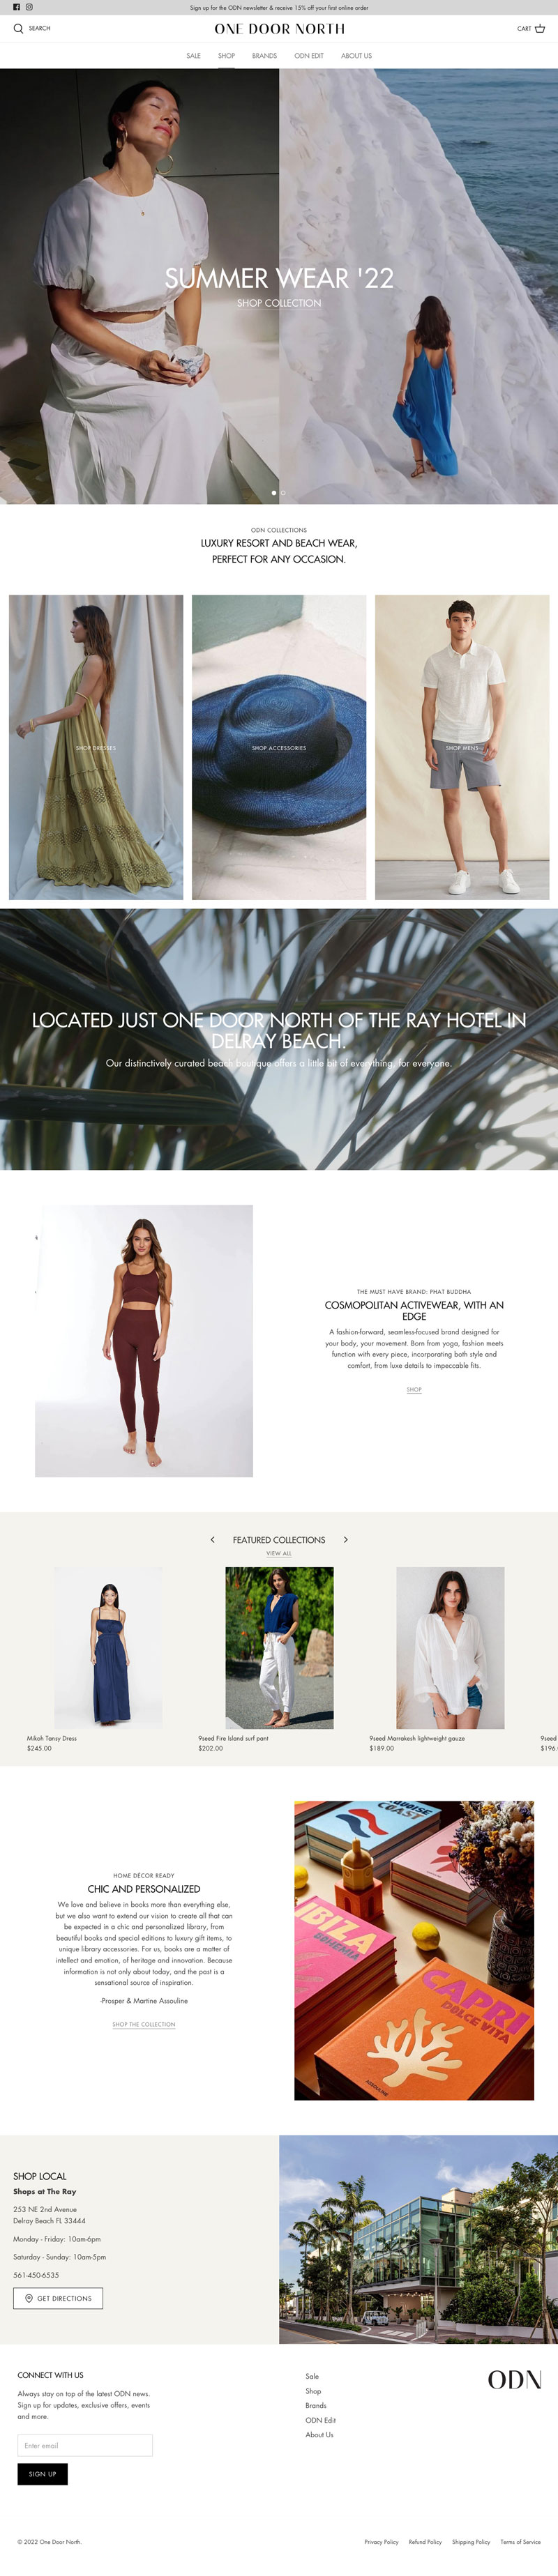 Sign up for the ODN newsletter & receive 15% off your first online order
SEARCH
ONE DOOR NORTH
CART
SALE
SHOP
BRANDS
ODN EDIT
ABOUT US
SUMMER WEAR '22
SHOP COLLECTION
ODN COLLECTIONS
LUXURY RESORT AND BEACH WEAR,
PERFECT FOR ANY OCCASION.
SHOP DRESSES
SHOP ACCESSORIES
SHOP MENS
LOCATED JUST ONE DOOR NORTH OF THE RAY HOTEL IN
DELRAY BEACH.
Our distinctively curated beach boutique offers a little bit of everything, for everyone.
THE MUST HAVE BRAND: PHAT BUDDHA
COSMOPOLITAN ACTIVEWEAR, WITH AN
EDGE
A fashion-forward, seamless-focused brand designed for
your body, your every move. Born from yoga, fashion meets
function with every piece, incorporating both style and
comfort, from luxe details to impeccable fits.
SHOP
FEATURED COLLECTIONS
VIEW ALL
Mikoh Tansy Dress
$245.00
9seed Fire Island surf pant
$202.00
9seed Marrakesh lightweight gauze
$189.00
9seed
$196.
HOME DÉCOR READY
CHIC AND PERSONALIZED
We love and believe in books more than everything else,
but we also want to extend our vision to create all that can
be expected in a chic and personalized library, from
beautiful books and special editions to luxury gift items, to
unique library accessories. For us, books are a matter of
intellect and emotion, of heritage and innovation. Because
information is not only about today, and the past is a
sensational source of inspiration.
-Prosper & Martine Assouline
SHOP THE COLLECTION
COAST
IBIZA
BOHEMIA
CAPRI
DOLCE VITA
ASSOULINE
SHOP LOCAL
Shops at The Ray
253 NE 2nd Avenue
Delray Beach FL 33444
Monday - Friday: 10am-6pm
Saturday - Sunday: 10am-5pm
561-450-6535
GET DIRECTIONS
CONNECT WITH US
Always stay on top of the latest ODN news.
Sign up for updates, exclusive offers, events
and more.
Enter email
SIGN UP
Sale
Shop
Brands
ODN Edit
About Us
ODN
© 2022 One Door North.
Privacy Policy
Refund Policy
Shipping Policy
Terms of Service